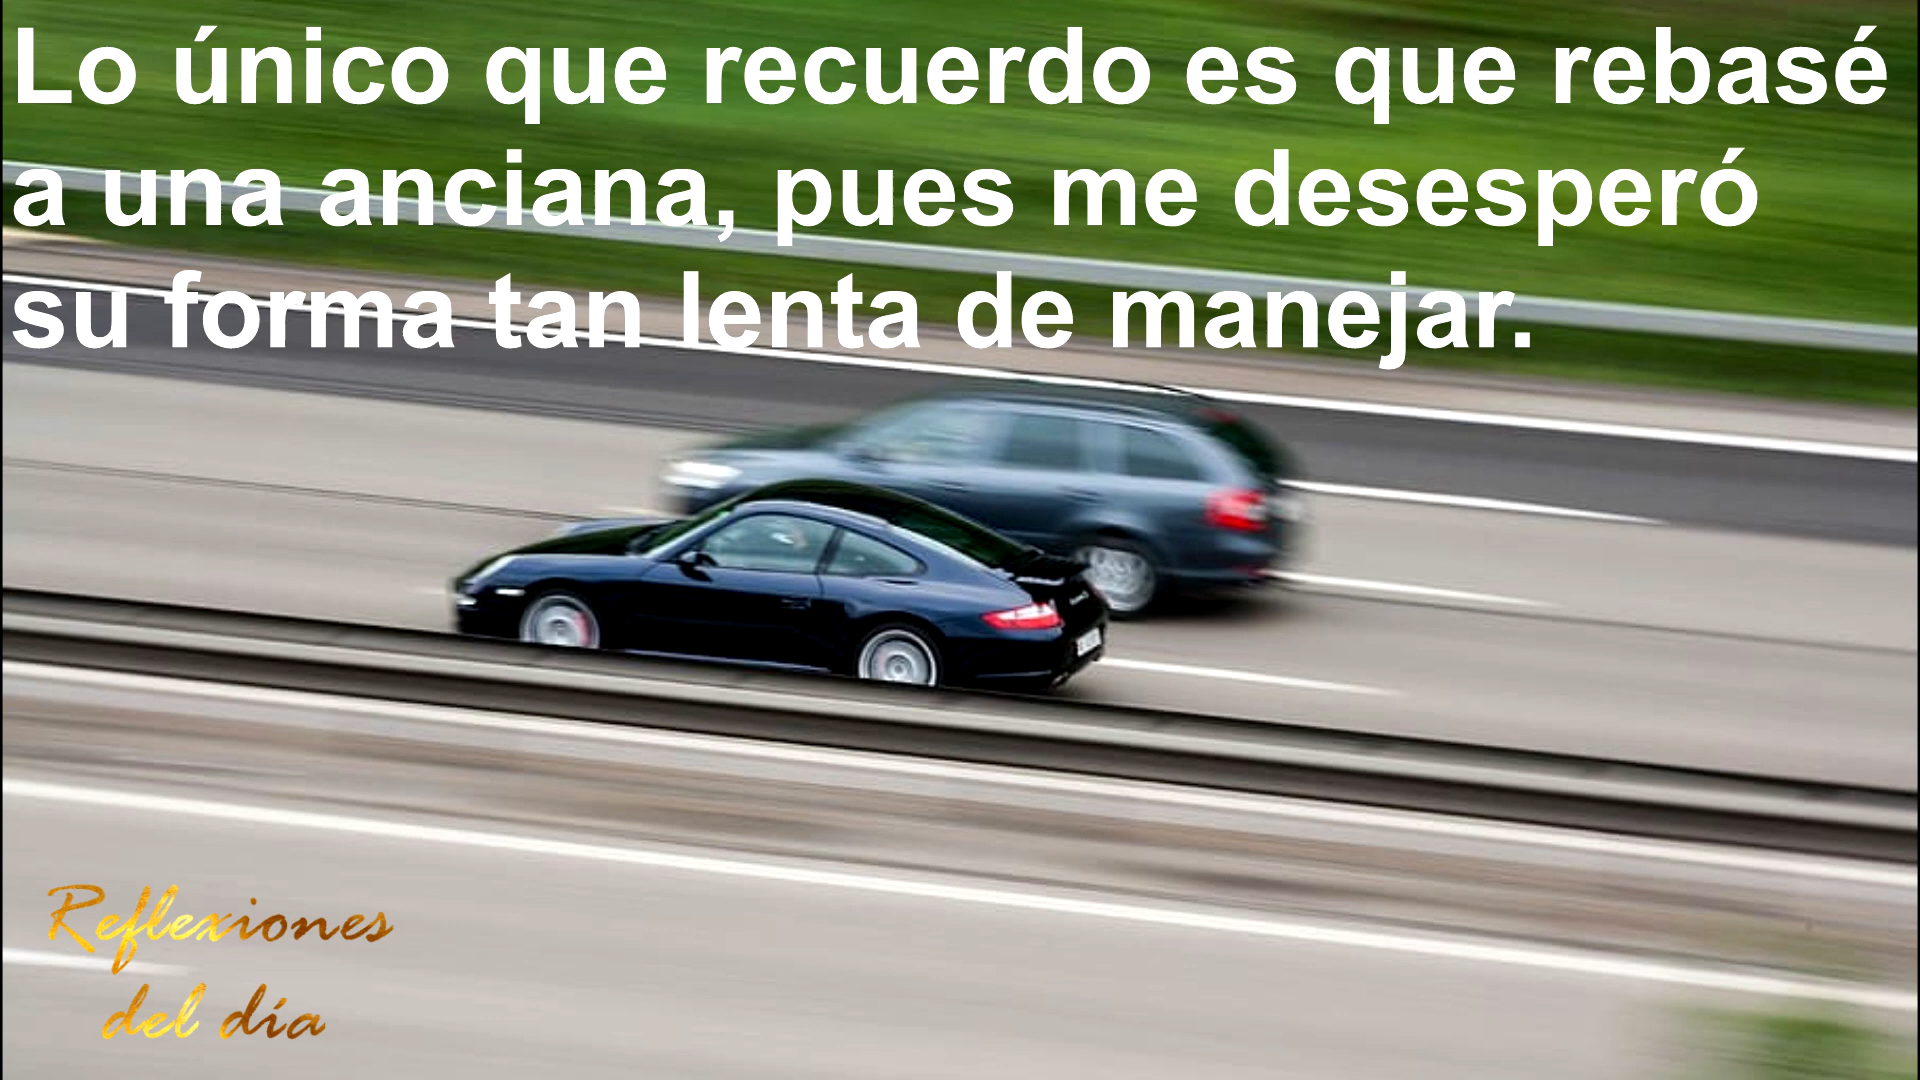 Lo único que recuerdo es que rebasé
a una anciana, pues me desesperó
su forma tan lenta de manejar.
Reflexiones
del día